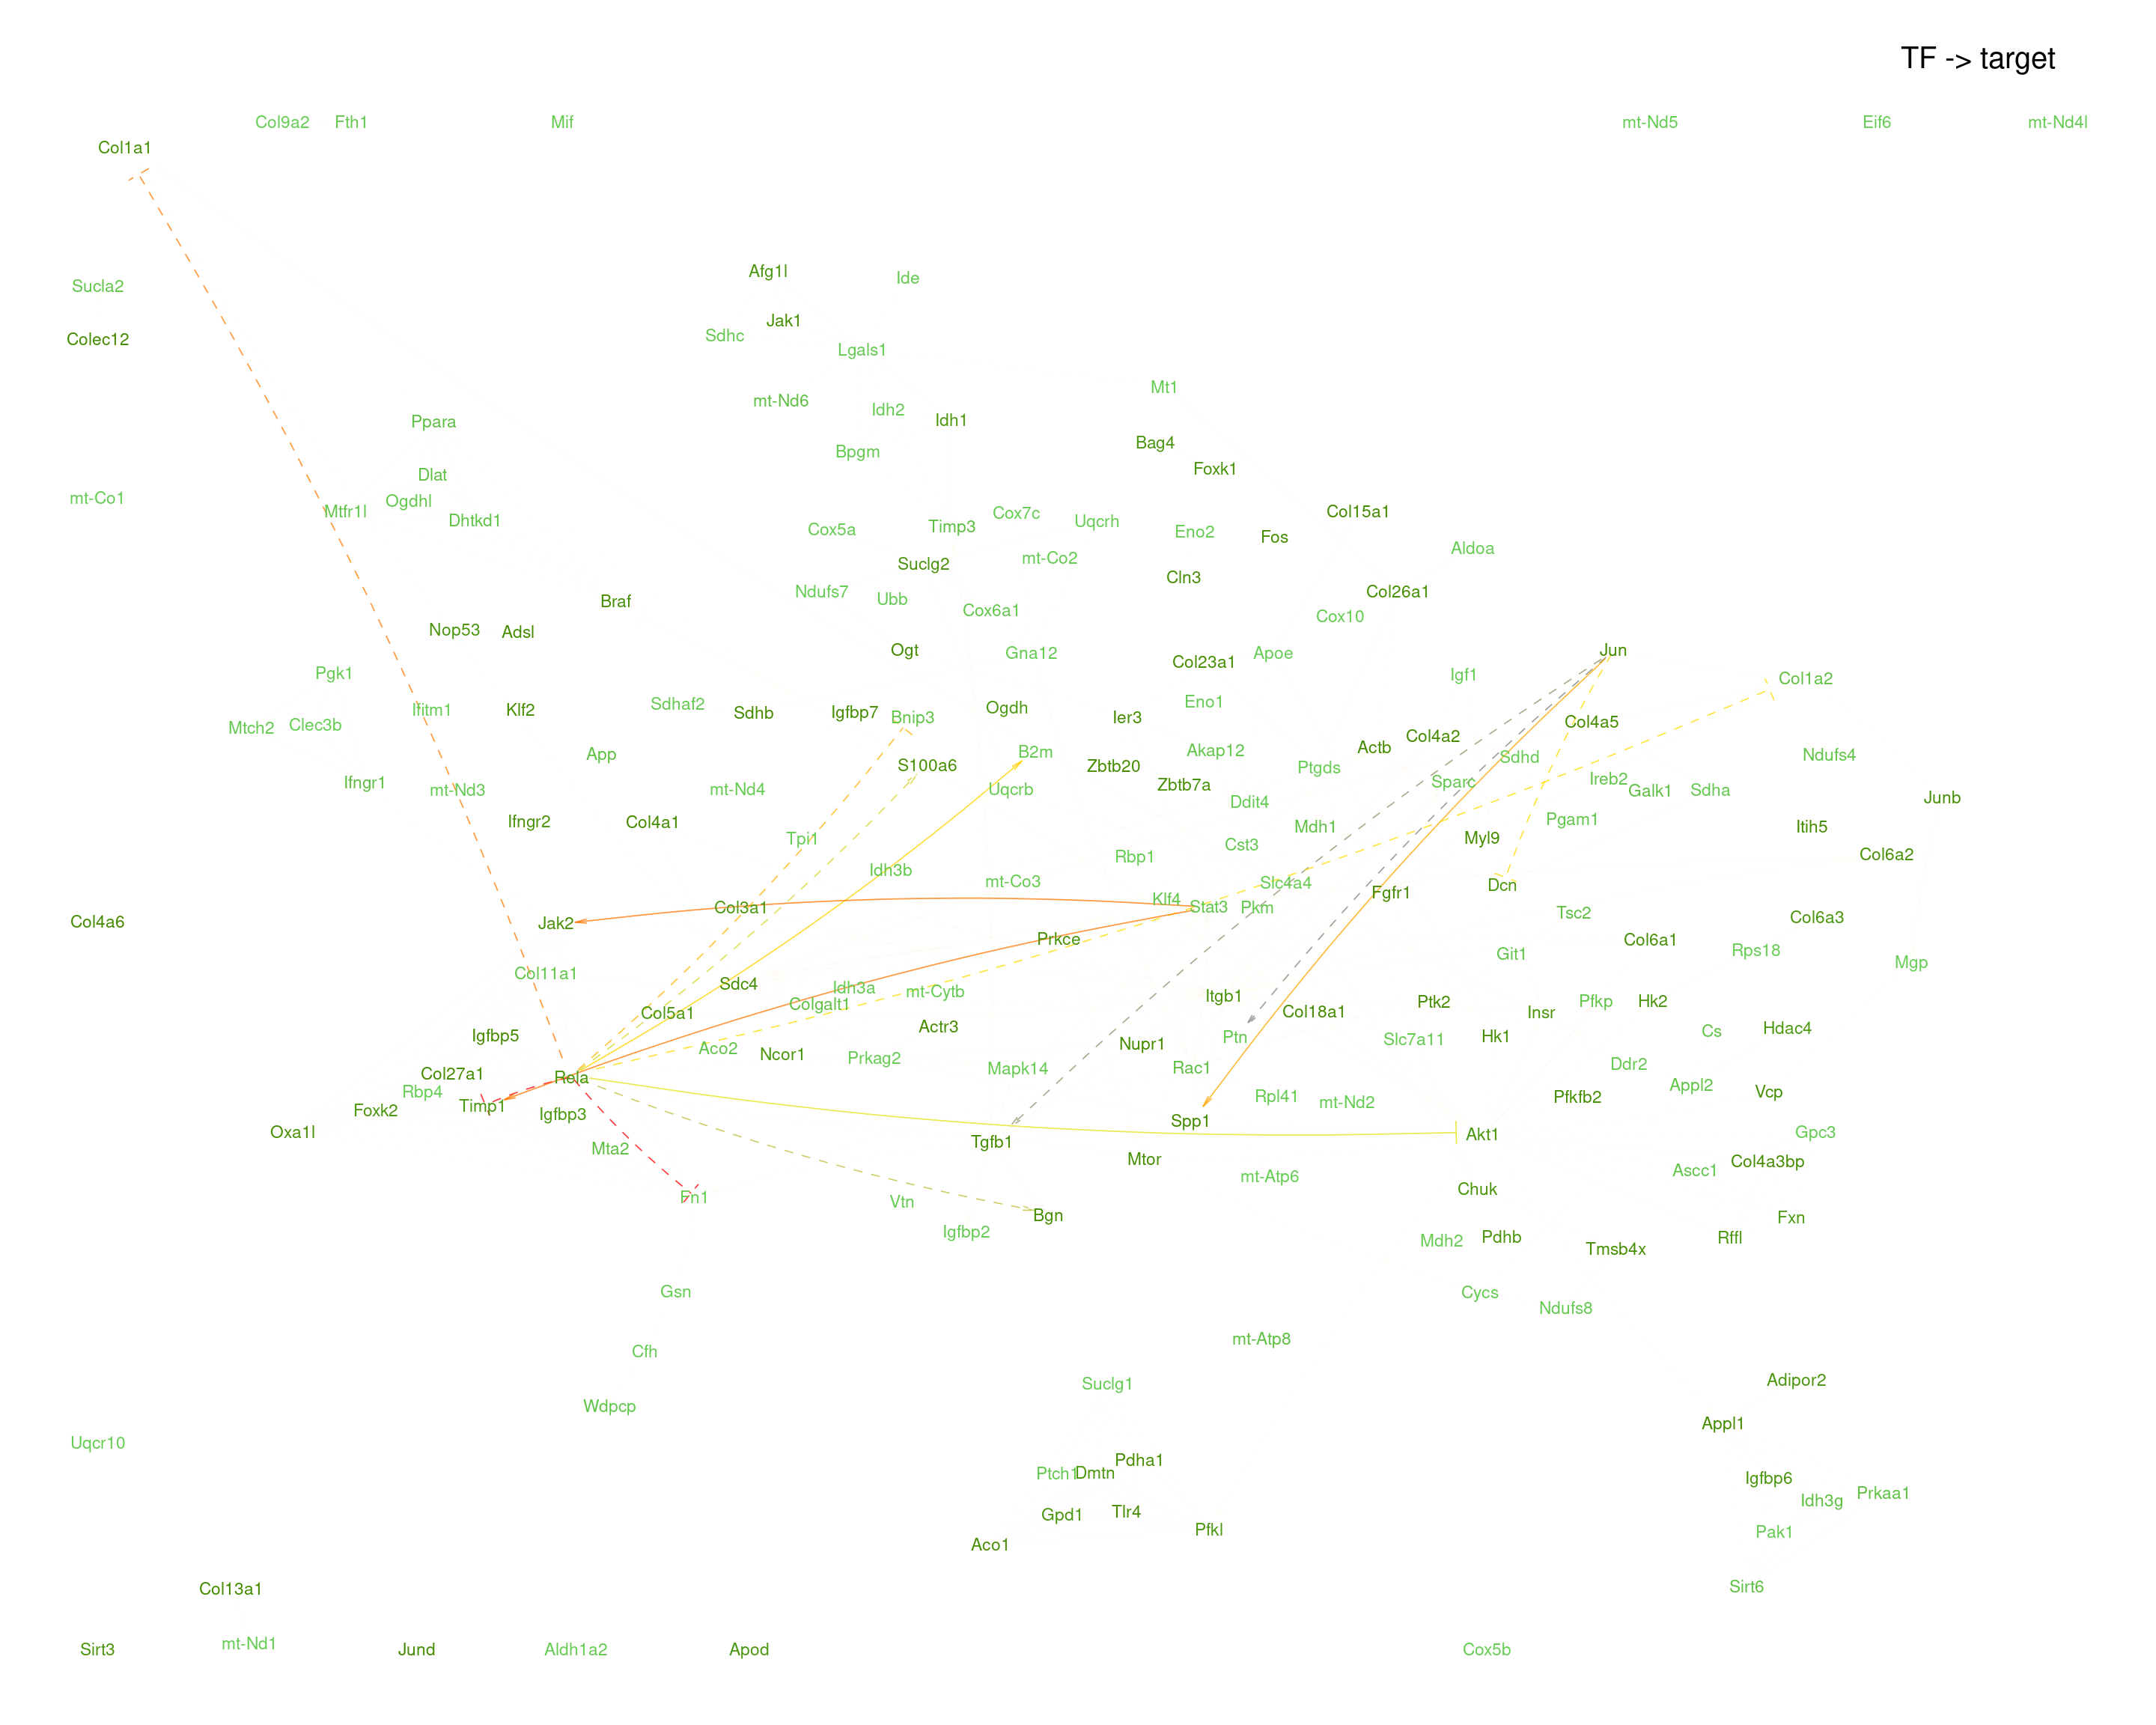 TF -> target
Col9a2 Fth1 Mif mt-Nd5 Eif6 mt-Nd4l
Col1a1
Afg1l Ide
Sucla2
Jak1
Colec12 Sdhc Lgals1
Mt1
mt-Nd6 Idh2 Idh1
Ppara
Bpgm Bag4
Foxk1
Dlat
mt-Co1 Ogdhl
Mtfr1l Dhtkd1 Cox7c Uqcrh Col15a1
Cox5a Timp3 Eno2 Fos
Aldoa
Suclg2 mt-Co2
Cln3
Braf Ndufs7 Ubb Cox6a1 Col26a1
Cox10
Nop53 Adsl
Ogt Gna12 Col23a1 Apoe Jun
Pgk1 Igf1 Col1a2
Ifitm1 Klf2 Sdhaf2 Sdhb Igfbp7 Bnip3 Ogdh Ier3 Eno1
Mtch2 Clec3b Col4a5
Actb Col4a2
App B2m Akap12 Sdhd Ndufs4
S100a6 Zbtb20 Ptgds
Ifngr1 mt-Nd3 mt-Nd4 Uqcrb Zbtb7a Sparc Ireb2 Galk1 Sdha
Junb
Ifngr2 Col4a1 Ddit4 Pgam1
Tpi1 Mdh1 Myl9 Itih5
Cst3
Idh3b Rbp1 Col6a2
mt-Co3 Slc4a4 Fgfr1 Dcn
Klf4
Col4a6 Jak2 Col3a1 Stat3 Pkm Tsc2 Col6a3
Prkce Col6a1
Git1 Rps18 Mgp
Col11a1 Sdc4
Idh3a mt-Cytb Itgb1
Colgalt1 Ptk2 Pfkp Hk2
Col5a1 Col18a1 Insr
Igfbp5 Actr3 Ptn Slc7a11 Hk1 Cs Hdac4
Aco2 Ncor1 Prkag2 Nupr1
Col27a1 Rela Mapk14 Rac1 Ddr2
Rbp4 Appl2 Vcp
Foxk2 Timp1 Igfbp3 Rpl41 mt-Nd2 Pfkfb2
Spp1
Oxa1l Mta2 Tgfb1 Akt1 Gpc3
Mtor Col4a3bp
mt-Atp6 Ascc1
Fn1 Vtn Chuk
Bgn Fxn
Igfbp2 Mdh2 Pdhb Rffl
Tmsb4x
Gsn Cycs
Ndufs8
Cfh mt-Atp8
Suclg1 Adipor2
Wdpcp
Appl1
Uqcr10
Pdha1
Ptch1 Dmtn Igfbp6
Idh3g Prkaa1
Gpd1 Tlr4
Pfkl Pak1
Aco1
Col13a1 Sirt6
Sirt3 mt-Nd1 Jund Aldh1a2 Apod Cox5b